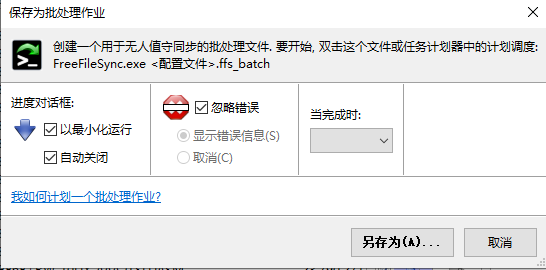 保存为批处理作业
创建一个用于无人值守同步的批处理文件. 要开始, 双击这个文件或任务计划器中的计划调度:
FreeFileSync.exe <配置文件>.ffs_batch
进度对话框:
以最小化运行
自动关闭
忽略错误
显示错误信息(S)
取消(C)
当完成时:
我如何计划一个批处理作业?
另存为(A)...
取消